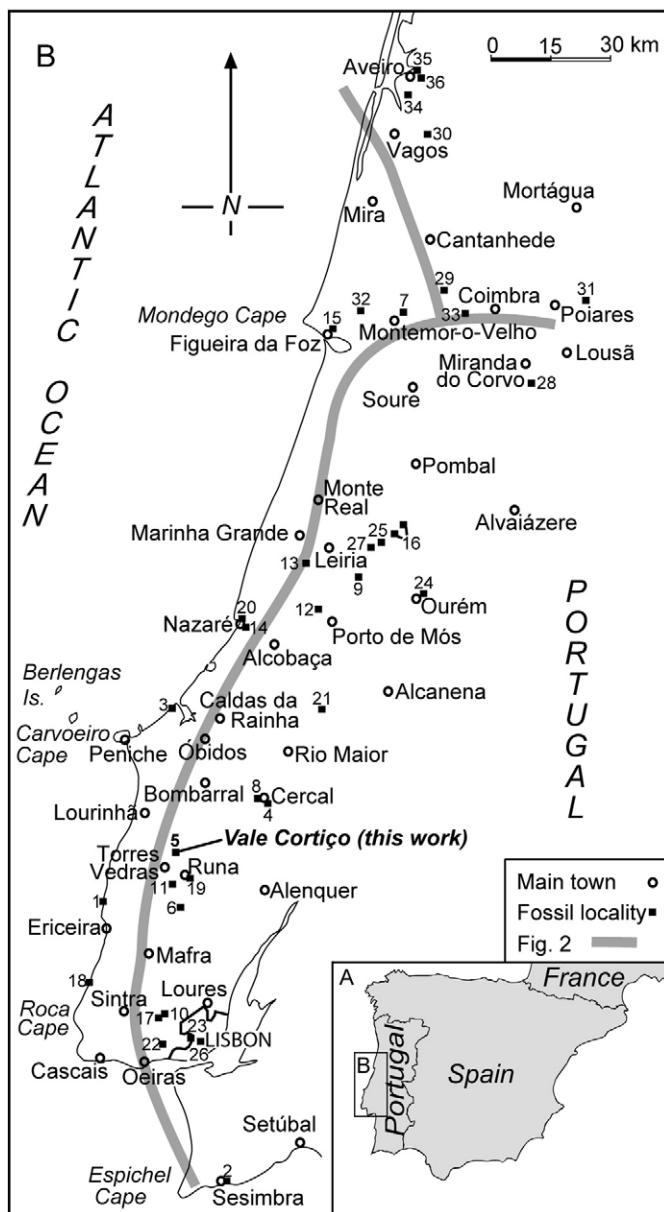 B
0 15 30 km
ATLANTIC OCEAN
N
35
Aveiro
36
34
30
Vagos
Mortágua
Mira
Cantanhede
29
31
32
7
Coimbra
Mondego Cape
15
33
Poiares
Figueira da Foz
Montemor-o-Velho
Lousã
Miranda
do Corvo
28
Soure
Pombal
Monte
Real
Alvaiázere
Marinha Grande
25
16
27
Leiria
13
9
24
Ourém
20
12
Nazaré
14
Porto de Mós
Alcobaça
PORTUGAL
Berlengas
Is.
Alcanena
3
Caldas da
21
Rainha
Carvoeiro
Cape
Peniche
Óbidos
Rio Maior
Bombarral
8
Cercal
4
Lourinhã
5
Vale Cortiço (this work)
Torres
Vedras
Runa
11
19
Alenquer
1
6
Ericeira
Mafra
18
Loures
Sintra
Roca
Cape
10
17
23
LISBON
22
26
Cascais
Oeiras
Setúbal
Espichel
Cape
2
Sesimbra
Main town
Fossil locality
Fig. 2
A
France
B
Portugal
Spain